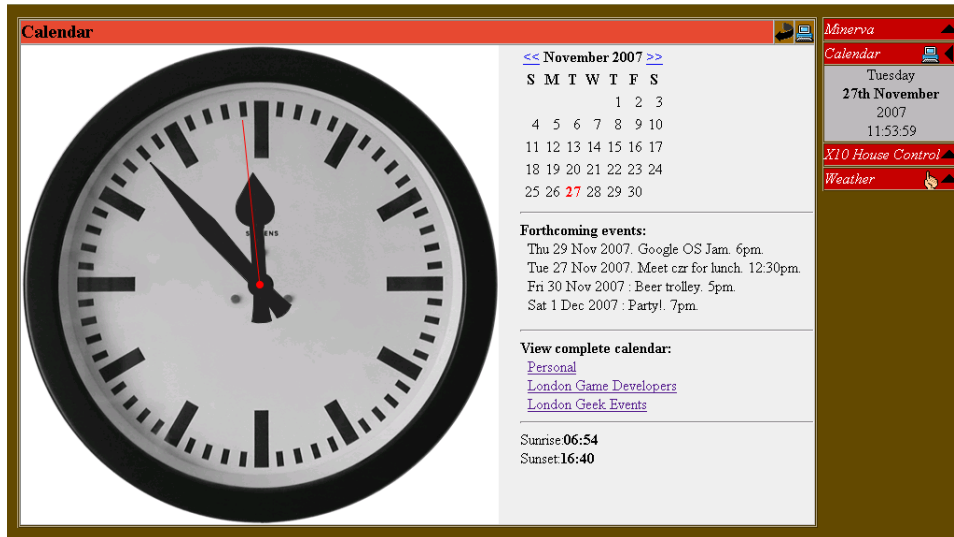 Calendar
<< November 2007 >>
S M T W T F S
1 2 3
4 5 6 7 8 9 10
11 12 13 14 15 16 17
18 19 20 21 22 23 24
25 26 27 28 29 30
Forthcoming events:
Thu 29 Nov 2007. Google OS Jam. 6pm.
Tue 27 Nov 2007. Meet czr for lunch. 12:30pm.
Fri 30 Nov 2007 : Beer trolley. 5pm.
Sat 1 Dec 2007 : Party!. 7pm.
View complete calendar:
Personal
London Game Developers
London Geek Events
Sunrise:06:54
Sunset:16:40
Minerva
Calendar
Tuesday
27th November
2007
11:53:59
X10 House Control
Weather